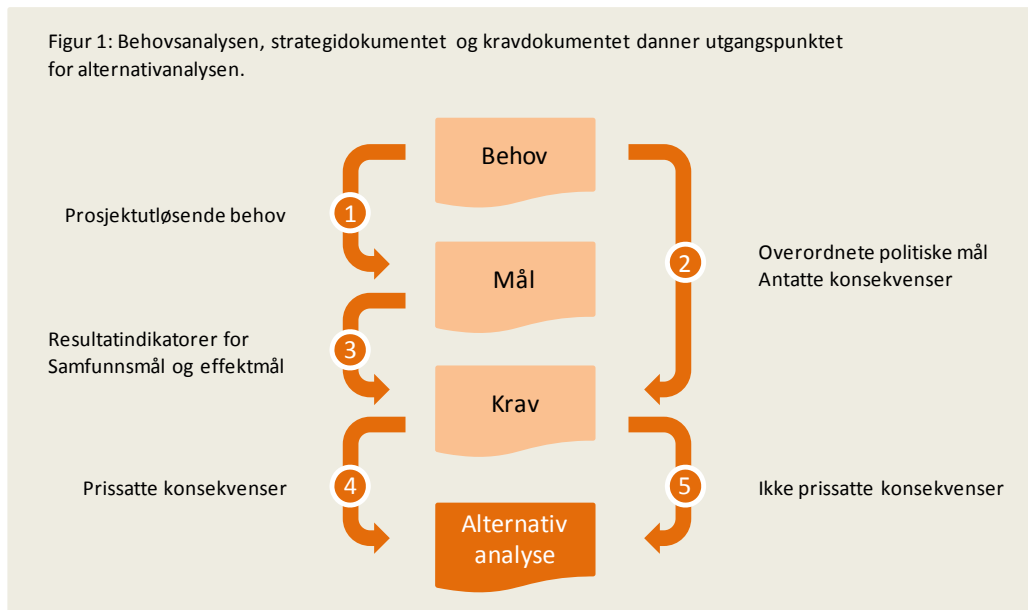 Figur 1: Behovsanalysen, strategidokumentet og kravdokumentet danner utgangspunktet
for alternativanalysen.
Behov
Prosjektutløsende behov
1
2
Overordnete politiske mål
Antatte konsekvenser
Mål
Resultatindikatorer for
Samfunnsmål og effektmål
3
Krav
Prissatte konsekvenser
4
5
Ikke prissatte konsekvenser
Alternativ
analyse